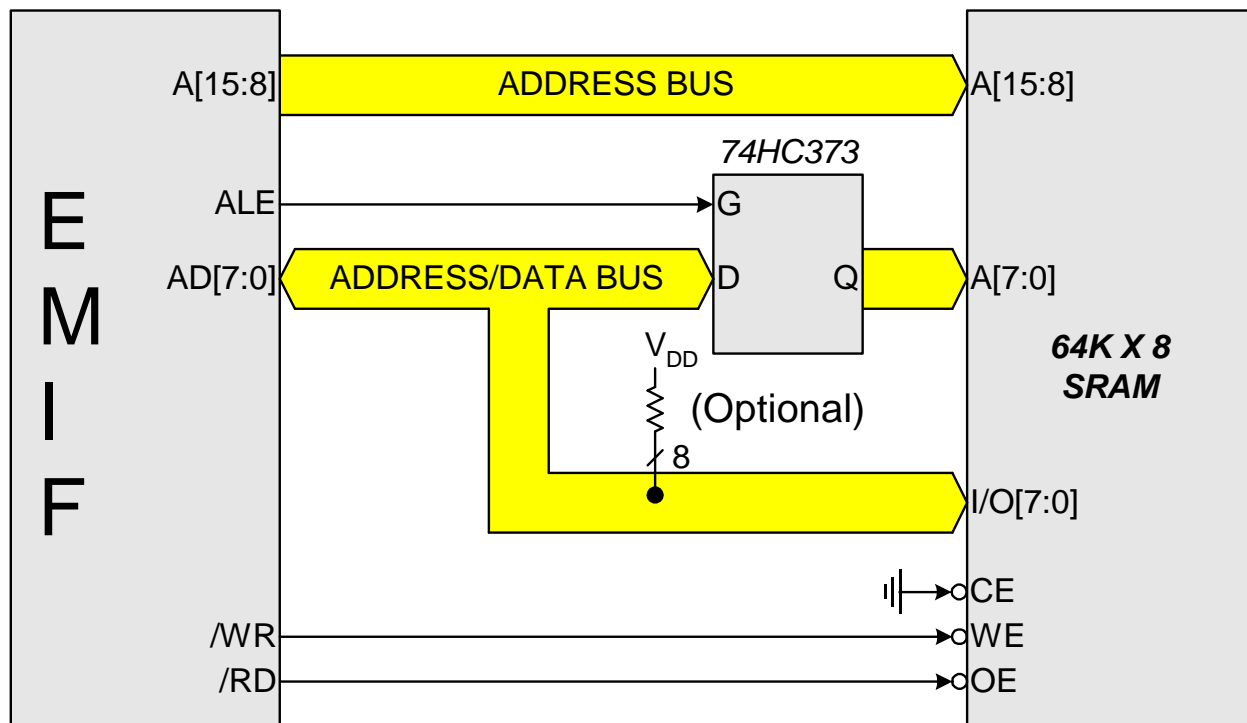 A[15:8] ADDRESS BUS A[15:8]
74HC373
ALE G
AD[7:0] ADDRESS/DATA BUS D Q A[7:0]
E
M
I
F
VDD
(Optional)
8
64K X 8
SRAM
I/O[7:0]
CE
/WR WE
/RD OE